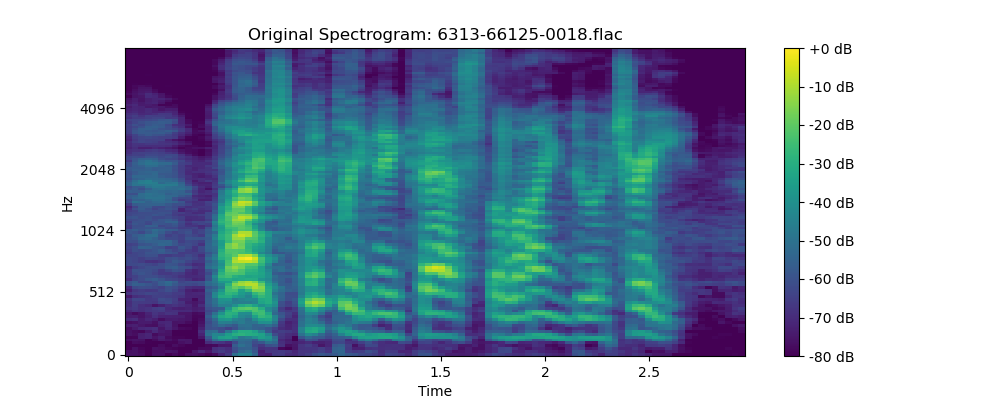 Original Spectrogram: 6313-66125-0018.flac
Hz
4096
2048
1024
512
0
0
0.5
1
1.5
2
2.5
Time
+0 dB
-10 dB
-20 dB
-30 dB
-40 dB
-50 dB
-60 dB
-70 dB
-80 dB